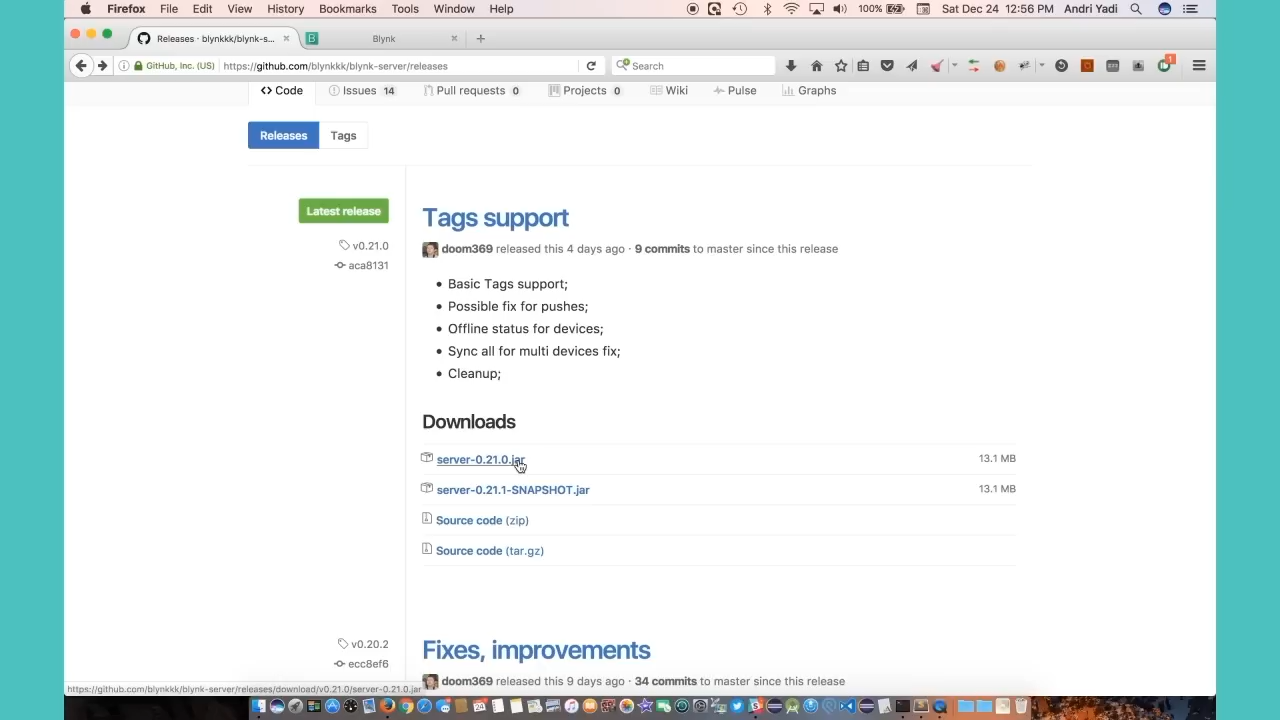 Firefox File Edit View History Bookmarks Tools Window Help 100% Sat Dec 24 12:56 PM Andri Yadi
Releases · blynkkk/blynk-s... × Blynk ×
GitHub, Inc. (US) https://github.com/blynkkk/blynk-server/releases Search 1
Code Issues 14 Pull requests 0 Projects 0 Wiki Pulse Graphs
Releases Tags
Latest release
v0.21.0
aca8131
Tags support
doom369 released this 4 days ago · 9 commits to master since this release
• Basic Tags support;
• Possible fix for pushes;
• Offline status for devices;
• Sync all for multi devices fix;
• Cleanup;
Downloads
server-0.21.0.jar 13.1 MB
server-0.21.1-SNAPSHOT.jar 13.1 MB
Source code (zip)
Source code (tar.gz)
v0.20.2
ecc8ef6
Fixes, improvements
doom369 released this 9 days ago · 34 commits to master since this release
https://github.com/blynkkk/blynk-server/releases/download/v0.21.0/server-0.21.0.jar